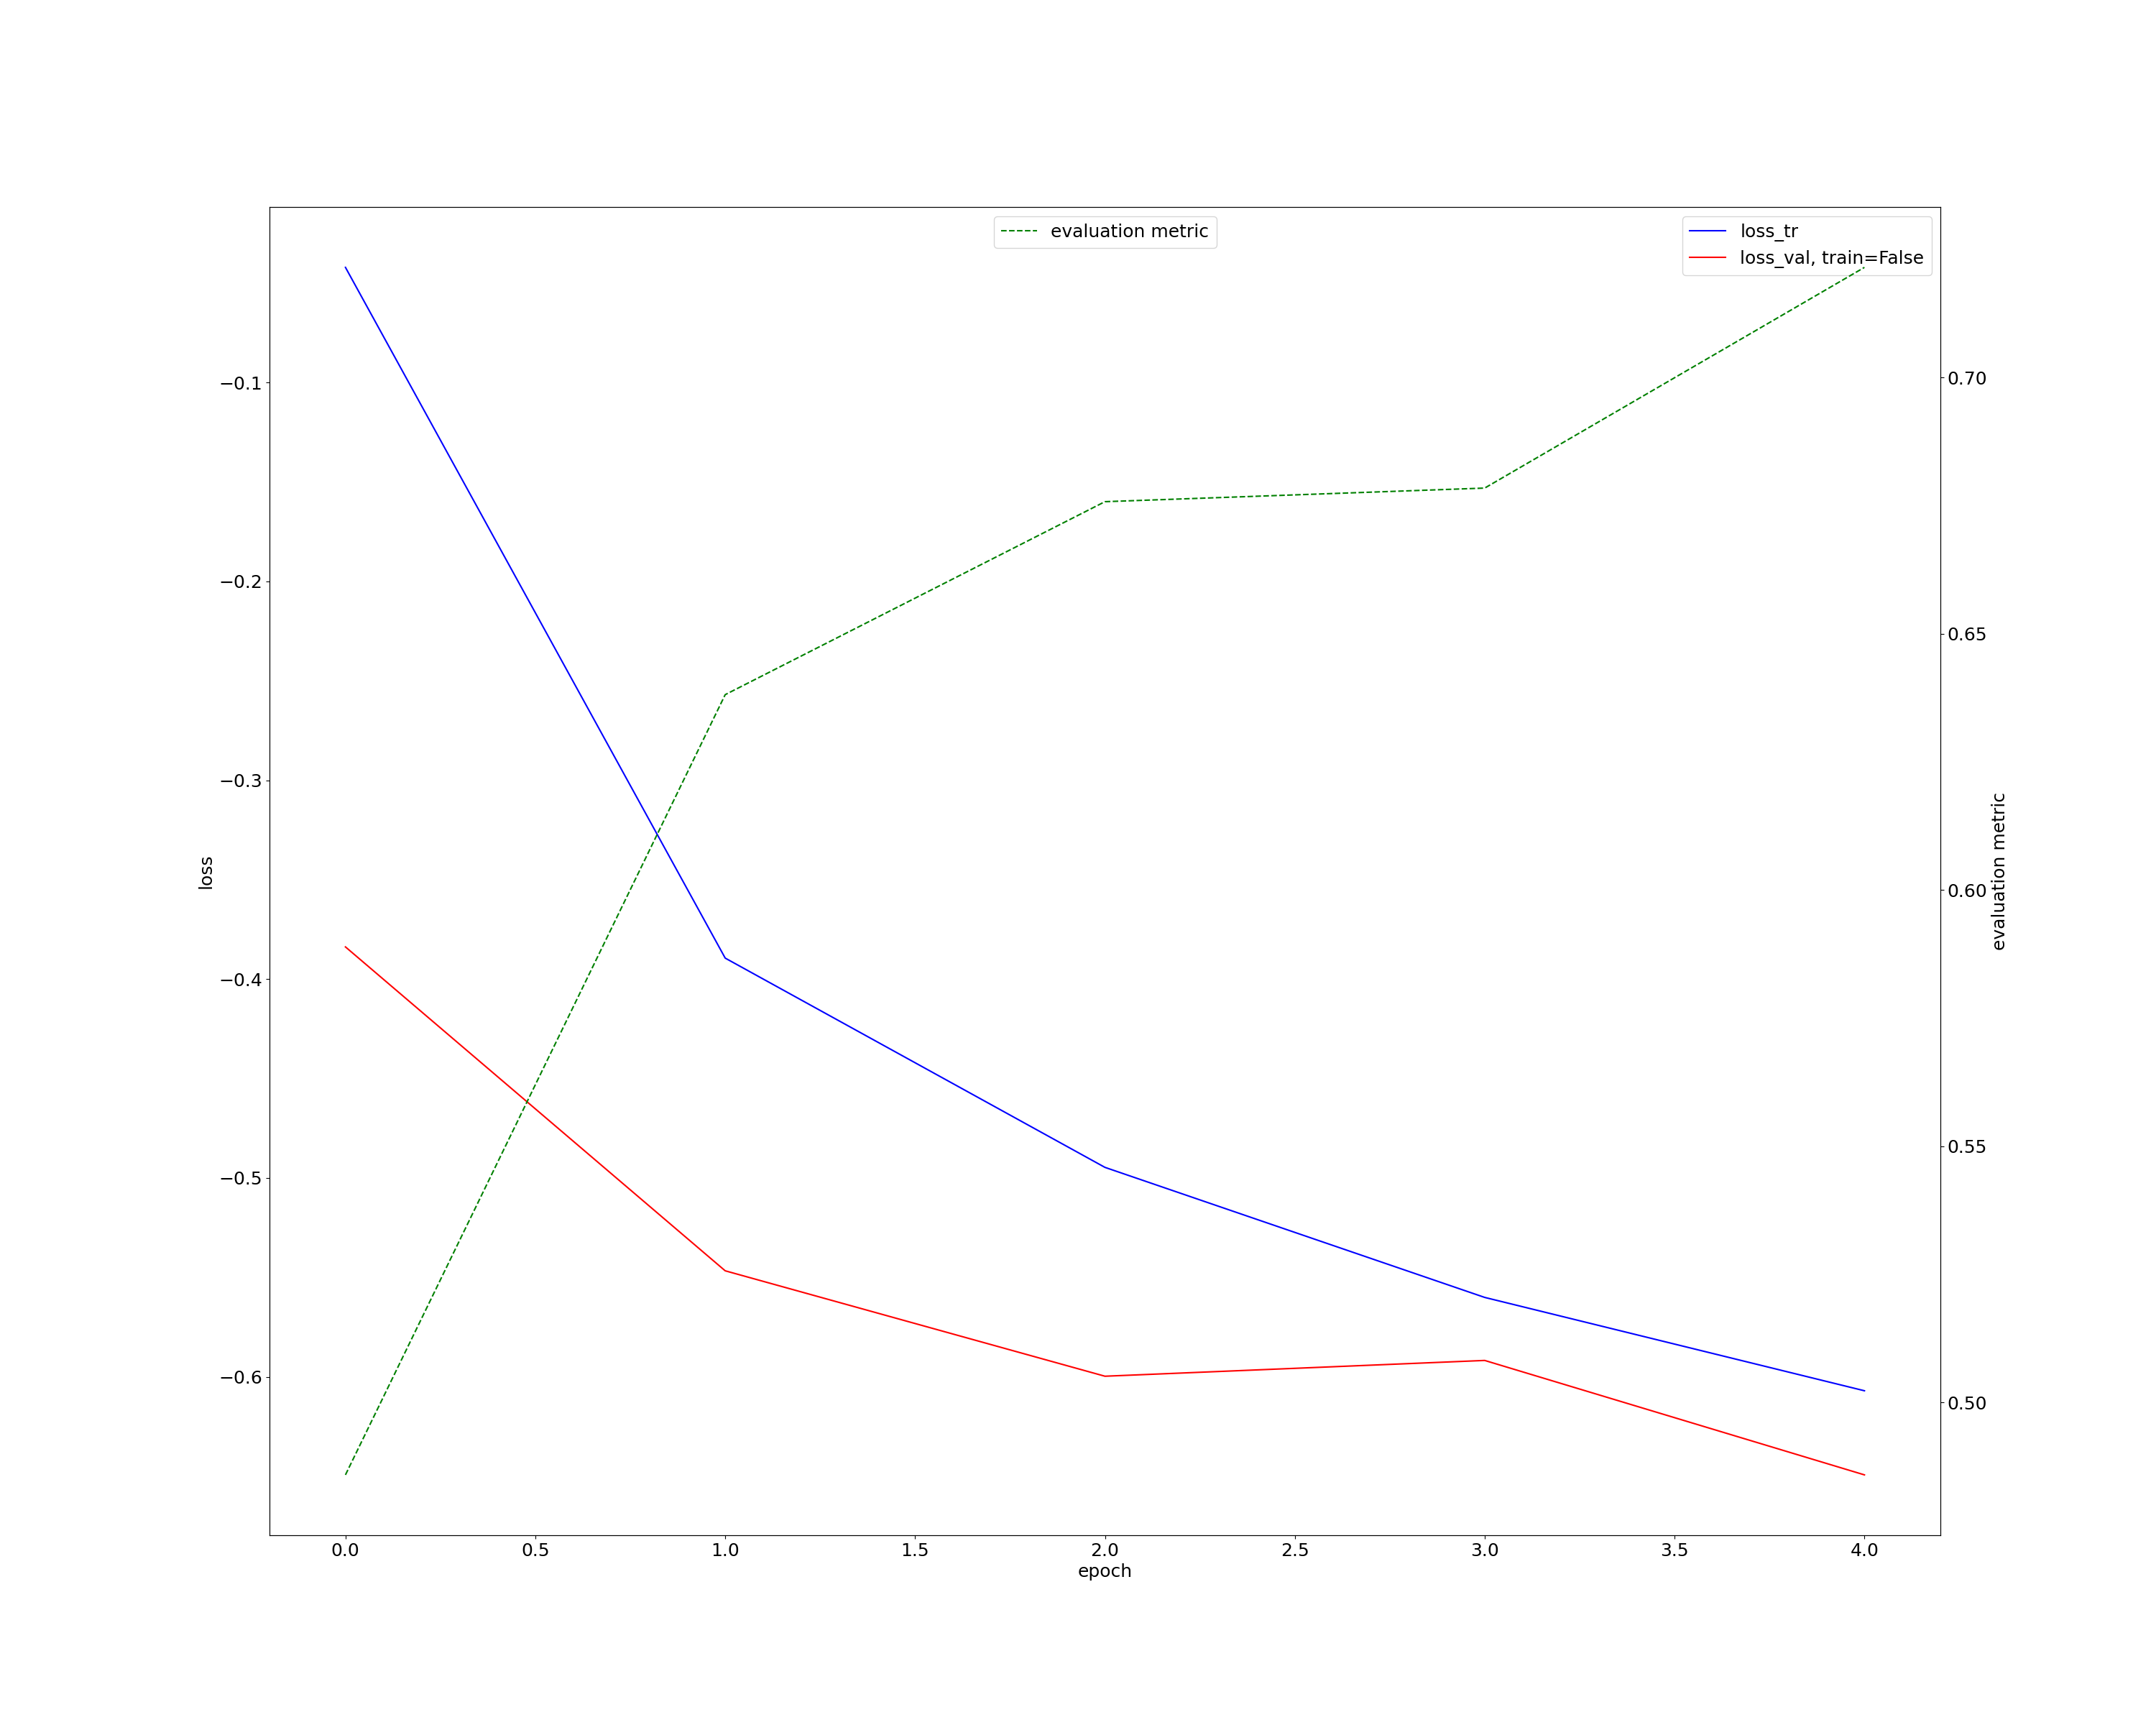 evaluation metric
loss_tr
loss_val, train=False
−0.1
−0.2
−0.3
−0.4
−0.5
−0.6
loss
0.70
0.65
0.60
0.55
0.50
evaluation metric
0.0 0.5 1.0 1.5 2.0 2.5 3.0 3.5 4.0
epoch